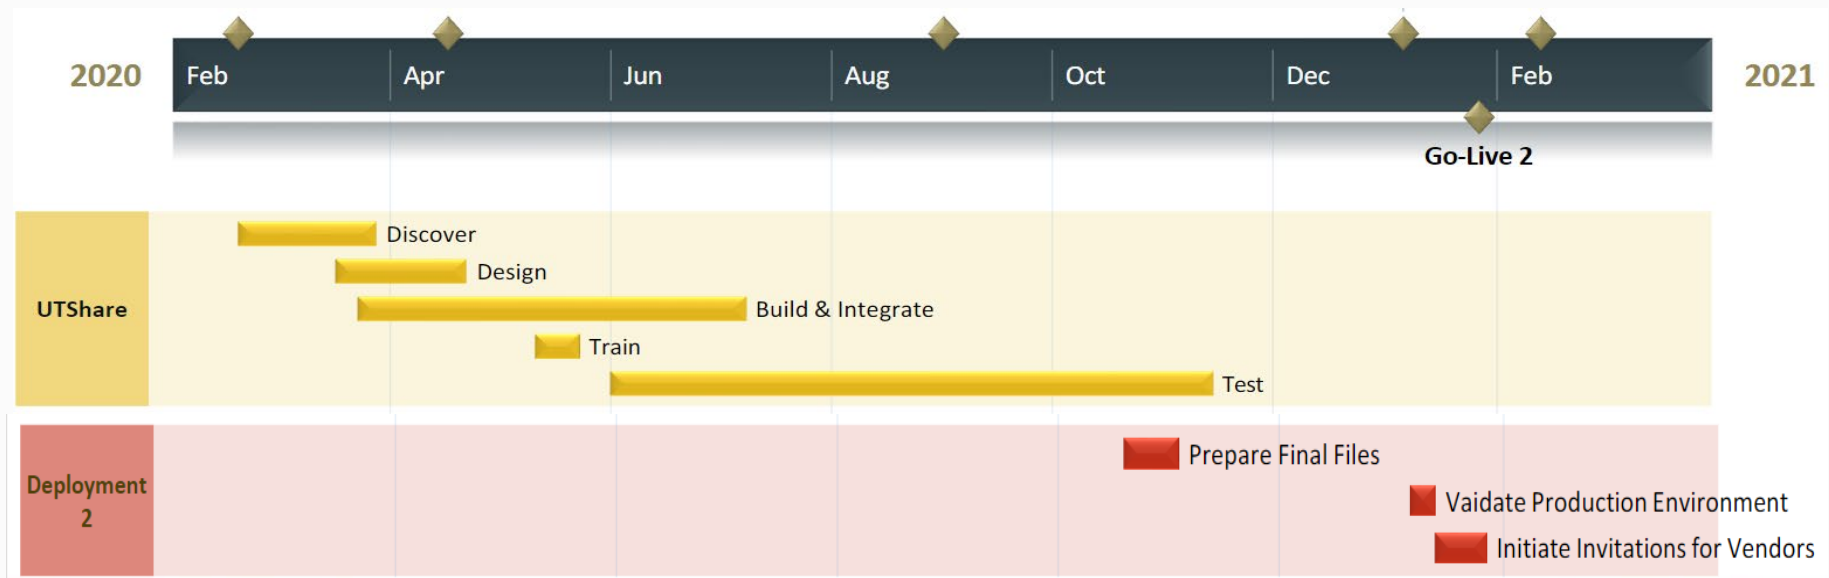 2020
Feb Apr Jun Aug Oct Dec Feb
2021
Go-Live 2
UTShare
Discover
Design
Build & Integrate
Train
Test
Deployment
2
Prepare Final Files
Vaidate Production Environment
Initiate Invitations for Vendors